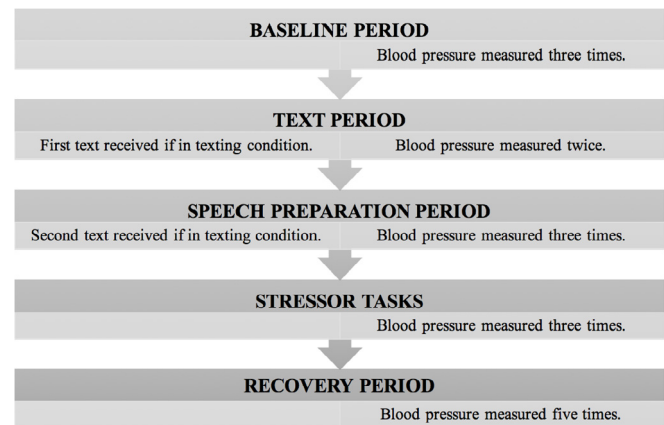 BASELINE PERIOD
Blood pressure measured three times.
TEXT PERIOD
First text received if in texting condition. Blood pressure measured twice.
SPEECH PREPARATION PERIOD
Second text received if in texting condition. Blood pressure measured three times.
STRESSOR TASKS
Blood pressure measured three times.
RECOVERY PERIOD
Blood pressure measured five times.